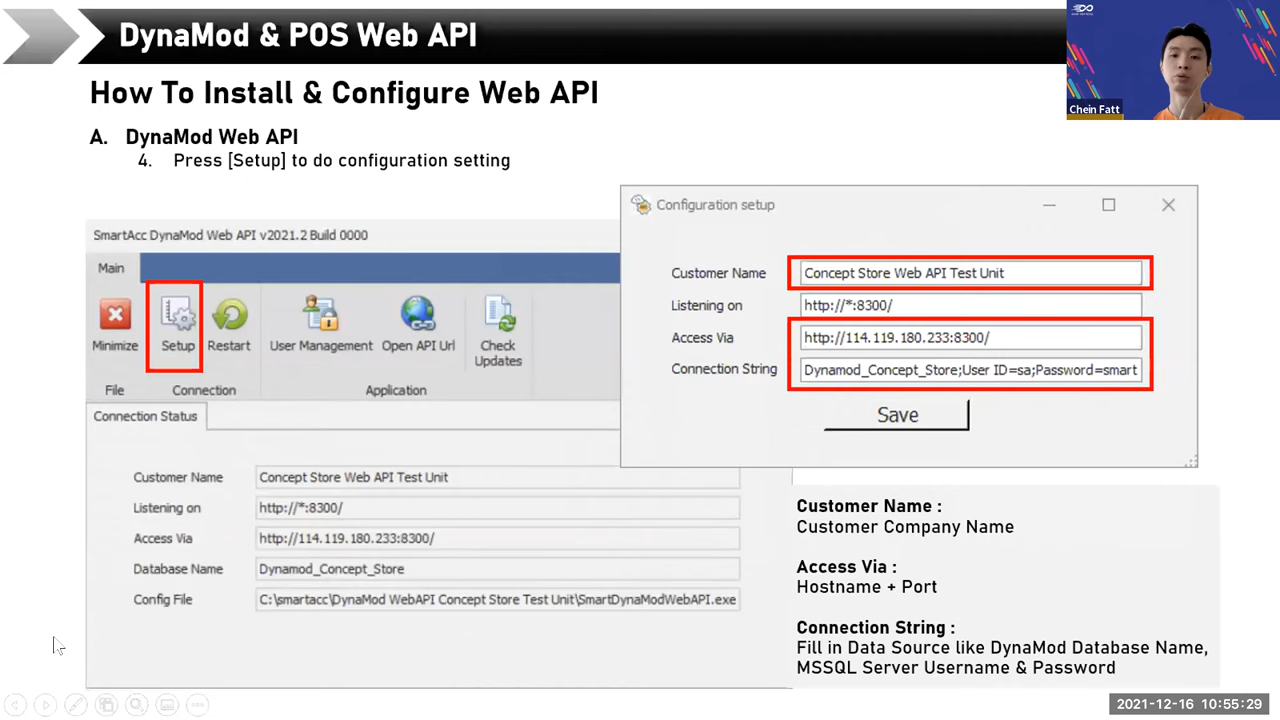 DynaMod & POS Web API
Chein Fatt
How To Install & Configure Web API
A. DynaMod Web API
4. Press [Setup] to do configuration setting
SmartAcc DynaMod Web API v2021.2 Build 0000
Main
Minimize
Setup
Restart
User Management
Open API Url
Check
Updates
File
Connection
Application
Connection Status
Customer Name Concept Store Web API Test Unit
Listening on http://*:8300/
Access Via http://114.119.180.233:8300/
Database Name Dynamod_Concept_Store
Config File C:\smartacc\DynaMod WebAPI Concept Store Test Unit\SmartDynaModWebAPI.exe
Configuration setup
Customer Name Concept Store Web API Test Unit
Listening on http://*:8300/
Access Via http://114.119.180.233:8300/
Connection String Dynamod_Concept_Store;User ID=sa;Password=smart
Save
Customer Name :
Customer Company Name
Access Via :
Hostname + Port
Connection String :
Fill in Data Source like DynaMod Database Name,
MSSQL Server Username & Password
2021-12-16 10:55:29